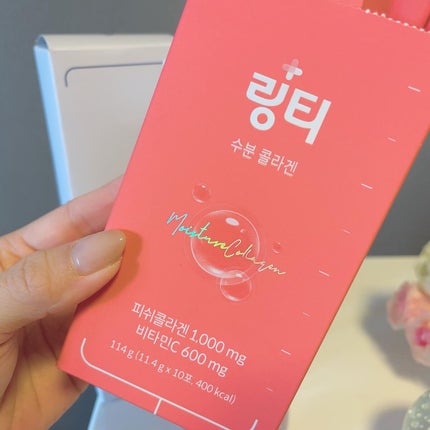 링티
수분 콜라겐
Moisture Collagen
피쉬콜라겐 1,000 mg
비타민C 600 mg
114 g (11.4 g x 10포, 400 kcal)